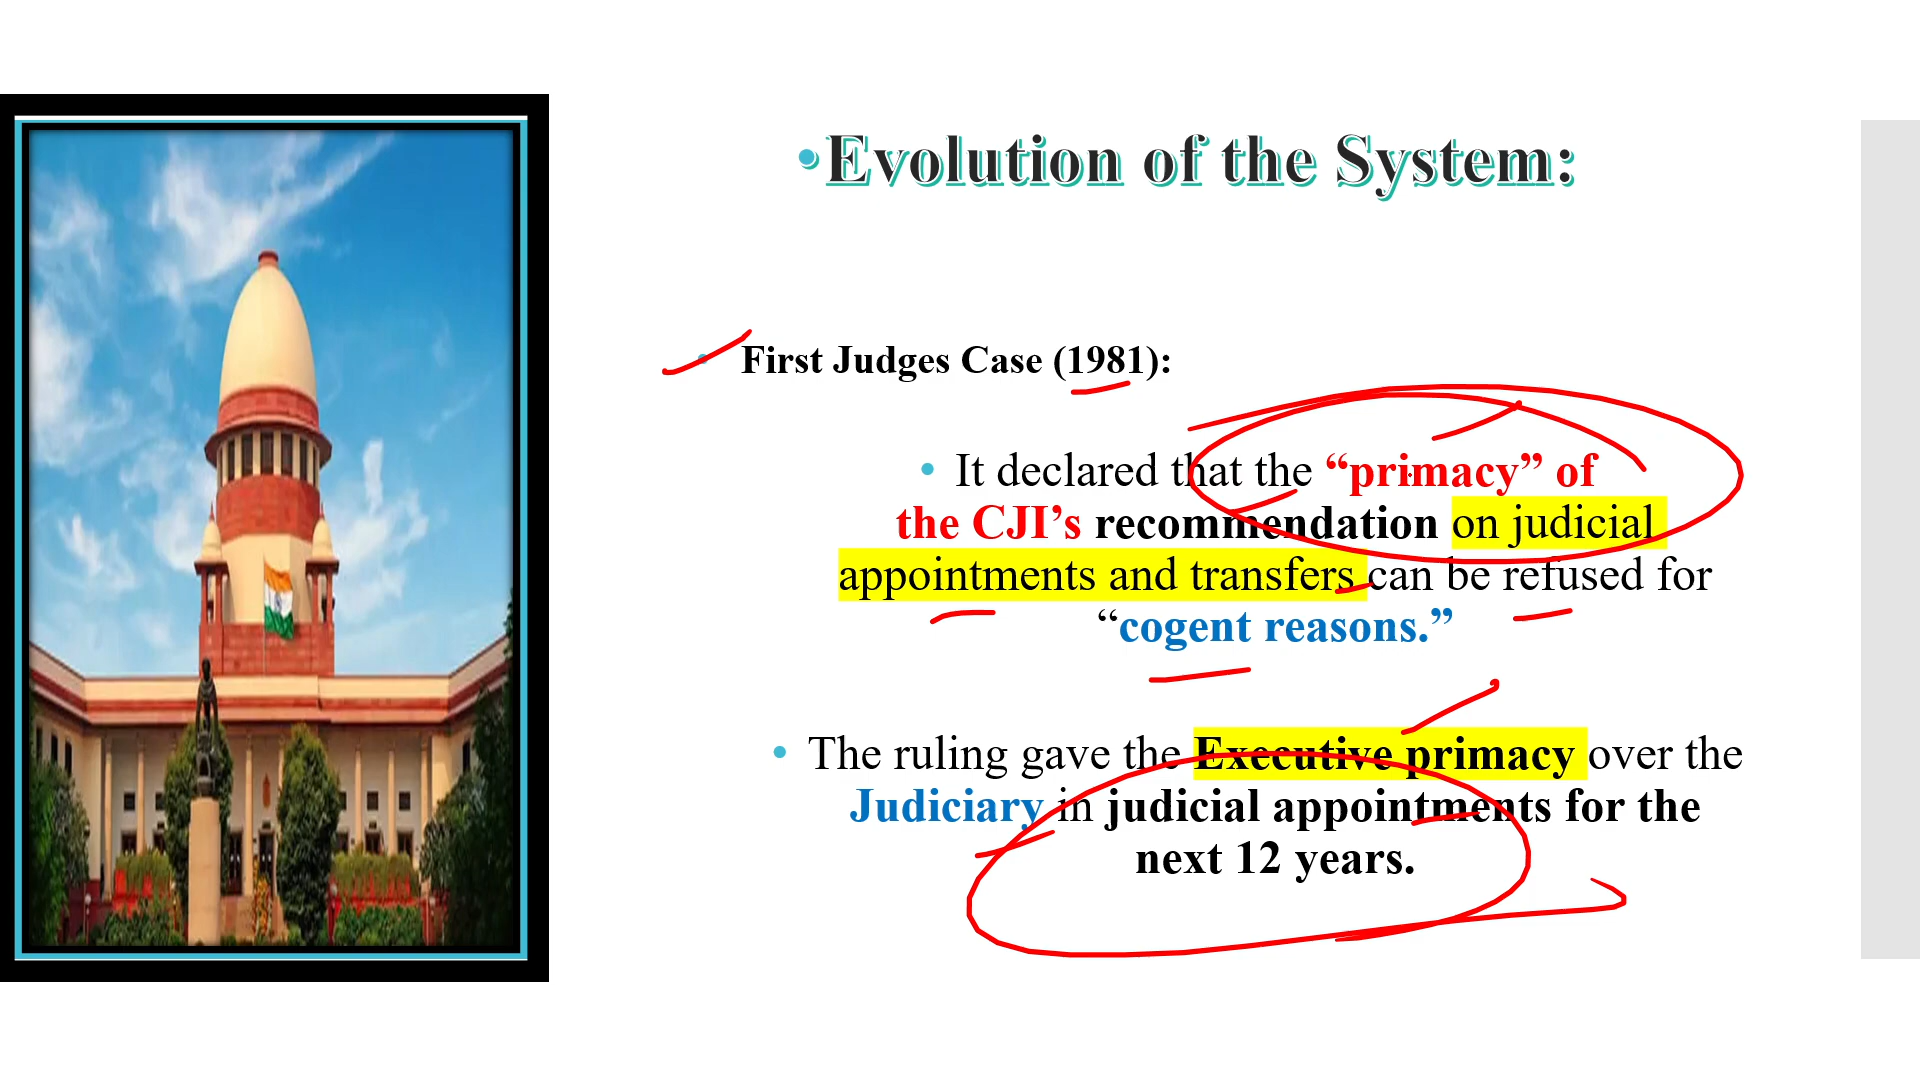 •Evolution of the System:
• First Judges Case (1981):
• It declared that the “primacy” of
the CJI’s recommendation on judicial
appointments and transfers can be refused for
“cogent reasons.”
• The ruling gave the Executive primacy over the
Judiciary in judicial appointments for the
next 12 years.